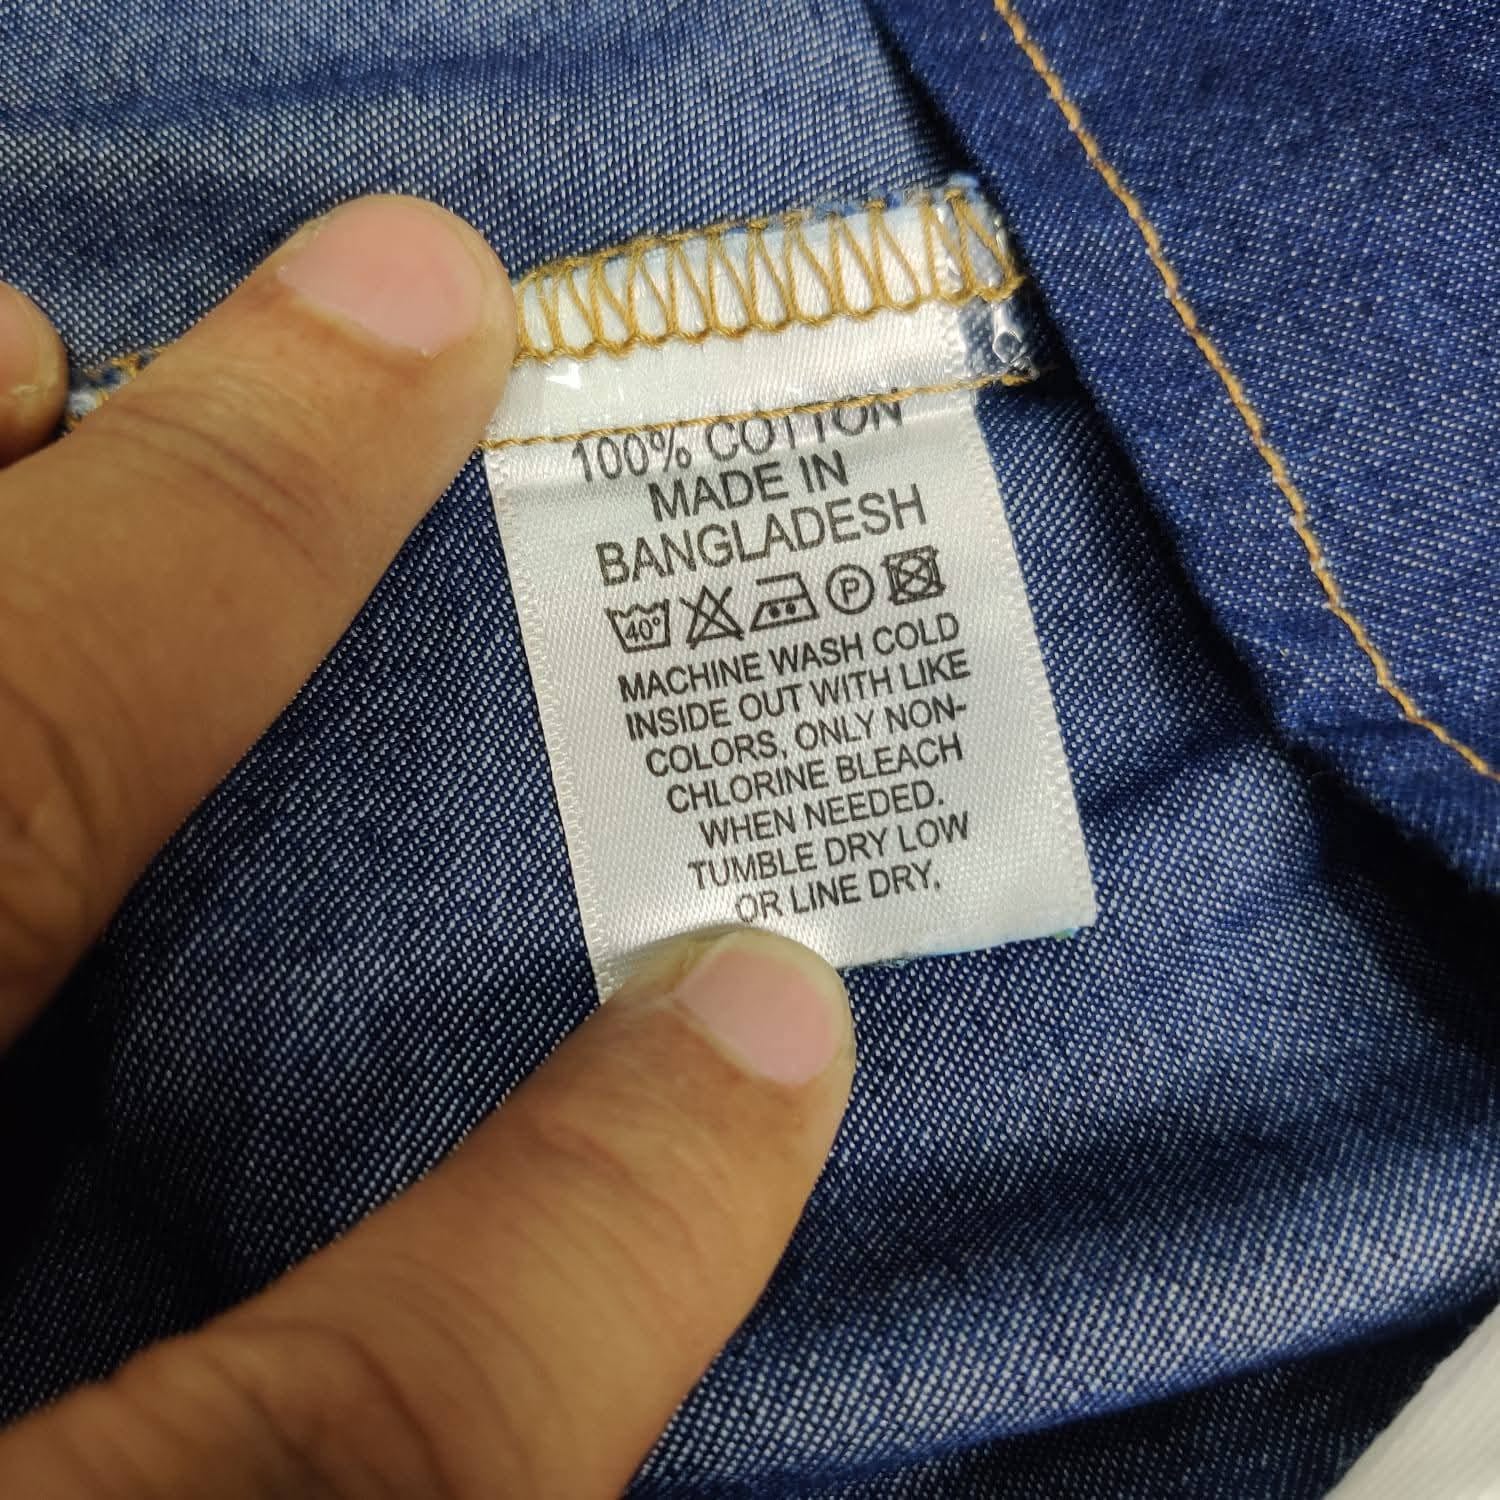 100% COTTON
MADE IN
BANGLADESH
40° P
MACHINE WASH COLD
INSIDE OUT WITH LIKE
COLORS, ONLY NON-
CHLORINE BLEACH
WHEN NEEDED.
TUMBLE DRY LOW
OR LINE DRY,